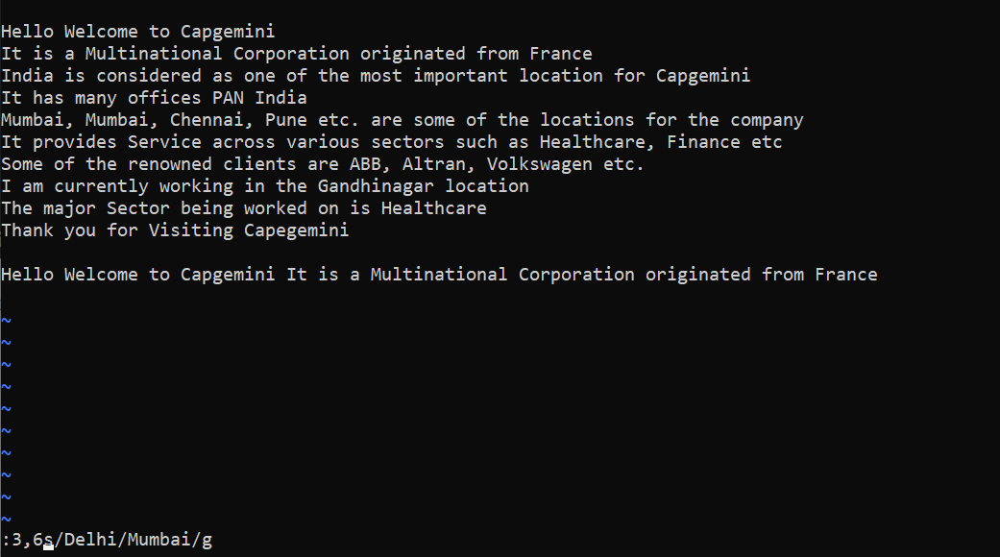 Hello Welcome to Capgemini
It is a Multinational Corporation originated from France
India is considered as one of the most important location for Capgemini
It has many offices PAN India
Mumbai, Mumbai, Chennai, Pune etc. are some of the locations for the company
It provides Service across various sectors such as Healthcare, Finance etc
Some of the renowned clients are ABB, Altran, Volkswagen etc.
I am currently working in the Gandhinagar location
The major Sector being worked on is Healthcare
Thank you for Visiting Capegemini
Hello Welcome to Capgemini It is a Multinational Corporation originated from France
~
~
~
~
~
~
~
~
~
~
:3,6s/Delhi/Mumbai/g